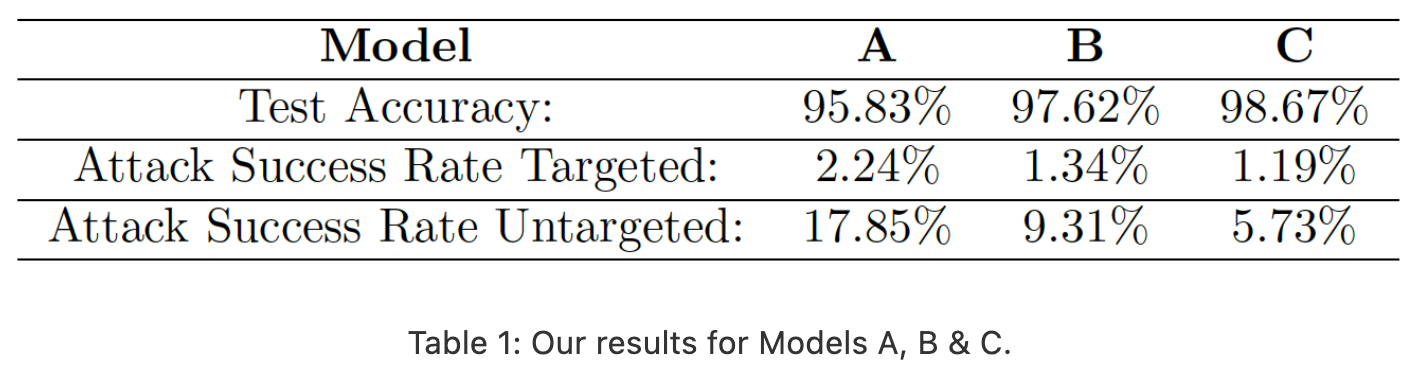 Model A B C
Test Accuracy: 95.83% 97.62% 98.67%
Attack Success Rate Targeted: 2.24% 1.34% 1.19%
Attack Success Rate Untargeted: 17.85% 9.31% 5.73%
Table 1: Our results for Models A, B & C.